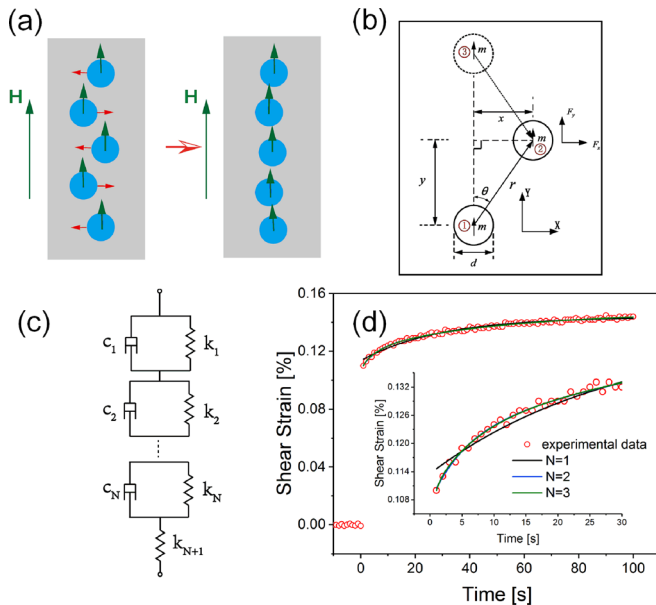 (a)
H
H
(b)
③
m
x
m
②
F_y
F_x
y
θ
r
Y
X
①
m
d
(c)
c_1
k_1
c_2
k_2
c_N
k_N
k_{N+1}
(d)
Shear Strain [%]
0.16
0.12
0.08
0.04
0.00
0
20
40
60
80
100
Time [s]
Shear Strain [%]
0.132
0.126
0.120
0.114
0.108
0
5
10
15
20
25
30
Time [s]
experimental data
N=1
N=2
N=3